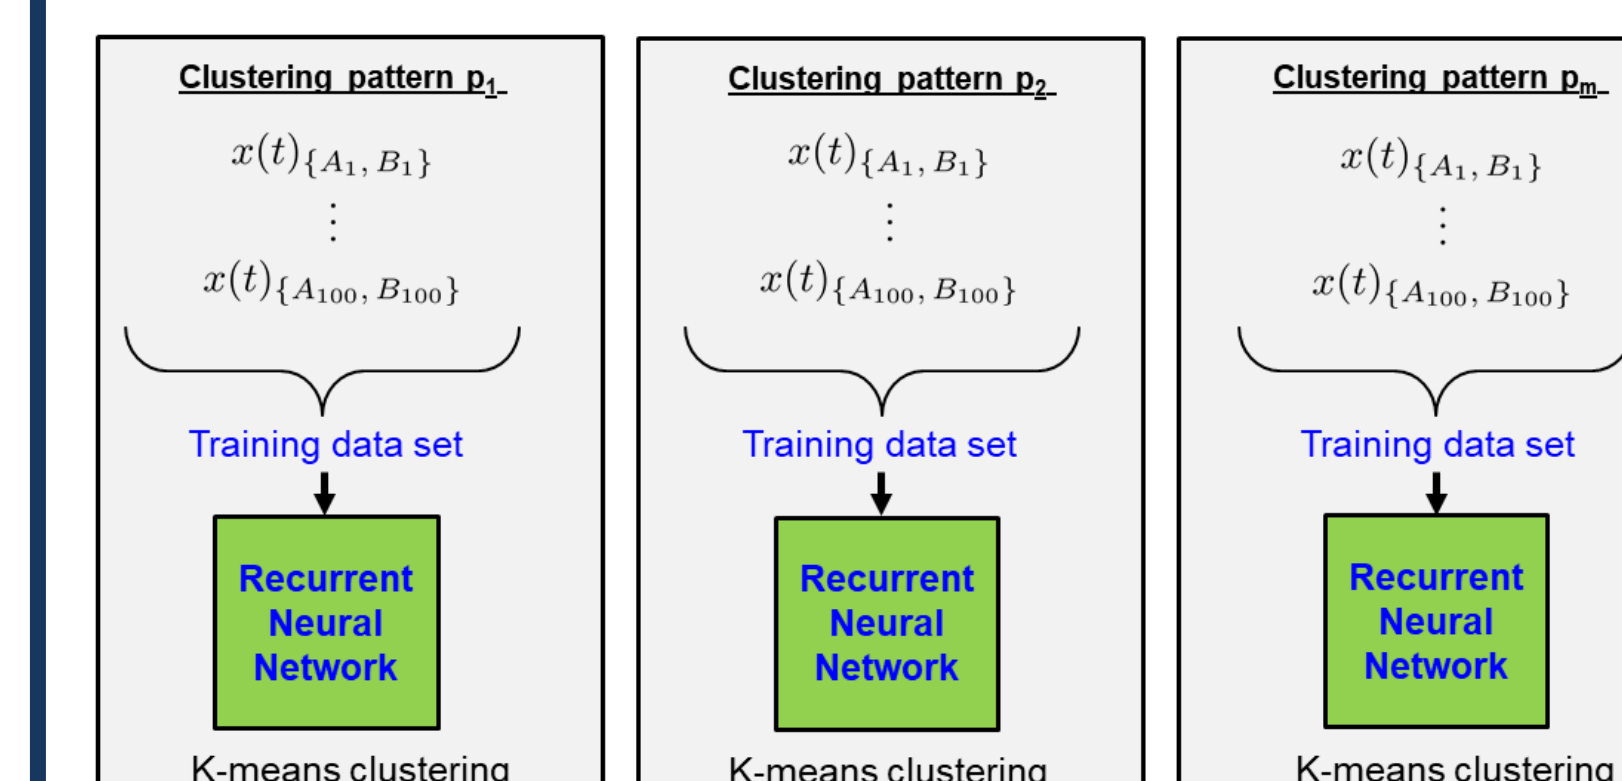 Clustering pattern p₁
x(t){A₁, B₁}
⋮
x(t){A₁₀₀, B₁₀₀}
Training data set
Recurrent
Neural
Network
K-means clustering
Clustering pattern p₂
x(t){A₁, B₁}
⋮
x(t){A₁₀₀, B₁₀₀}
Training data set
Recurrent
Neural
Network
K-means clustering
Clustering pattern pₘ
x(t){A₁, B₁}
⋮
x(t){A₁₀₀, B₁₀₀}
Training data set
Recurrent
Neural
Network
K-means clustering